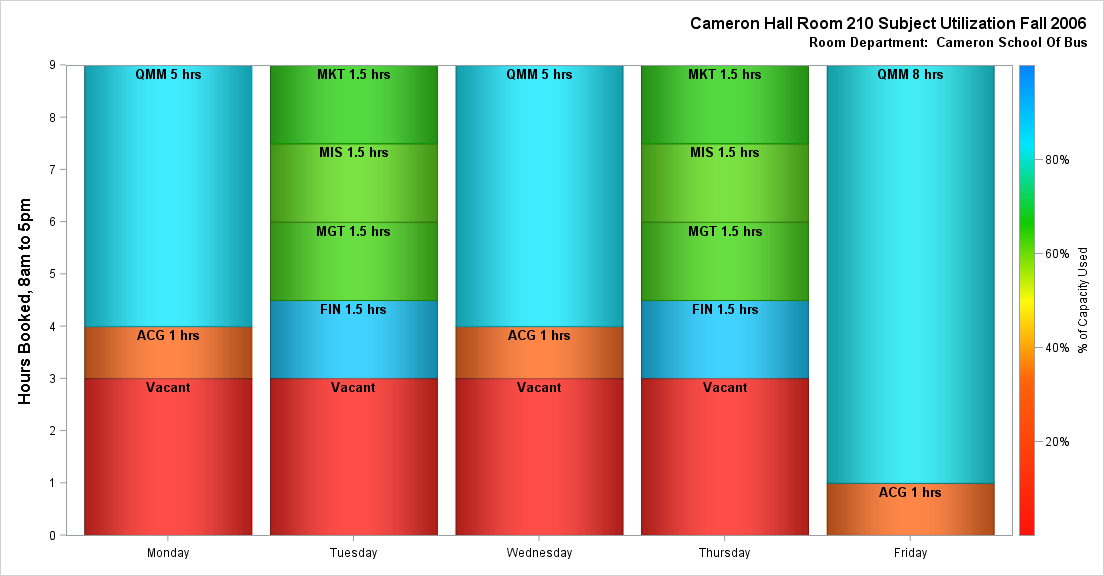 Cameron Hall Room 210 Subject Utilization Fall 2006
Room Department:  Cameron School Of Bus
Hours Booked, 8am to 5pm
9
8
7
6
5
4
3
2
1
0
QMM 5 hrs
ACG 1 hrs
Vacant
MKT 1.5 hrs
MIS 1.5 hrs
MGT 1.5 hrs
FIN 1.5 hrs
Vacant
QMM 5 hrs
ACG 1 hrs
Vacant
MKT 1.5 hrs
MIS 1.5 hrs
MGT 1.5 hrs
FIN 1.5 hrs
Vacant
QMM 8 hrs
ACG 1 hrs
Monday
Tuesday
Wednesday
Thursday
Friday
80%
60%
40%
20%
% of Capacity Used